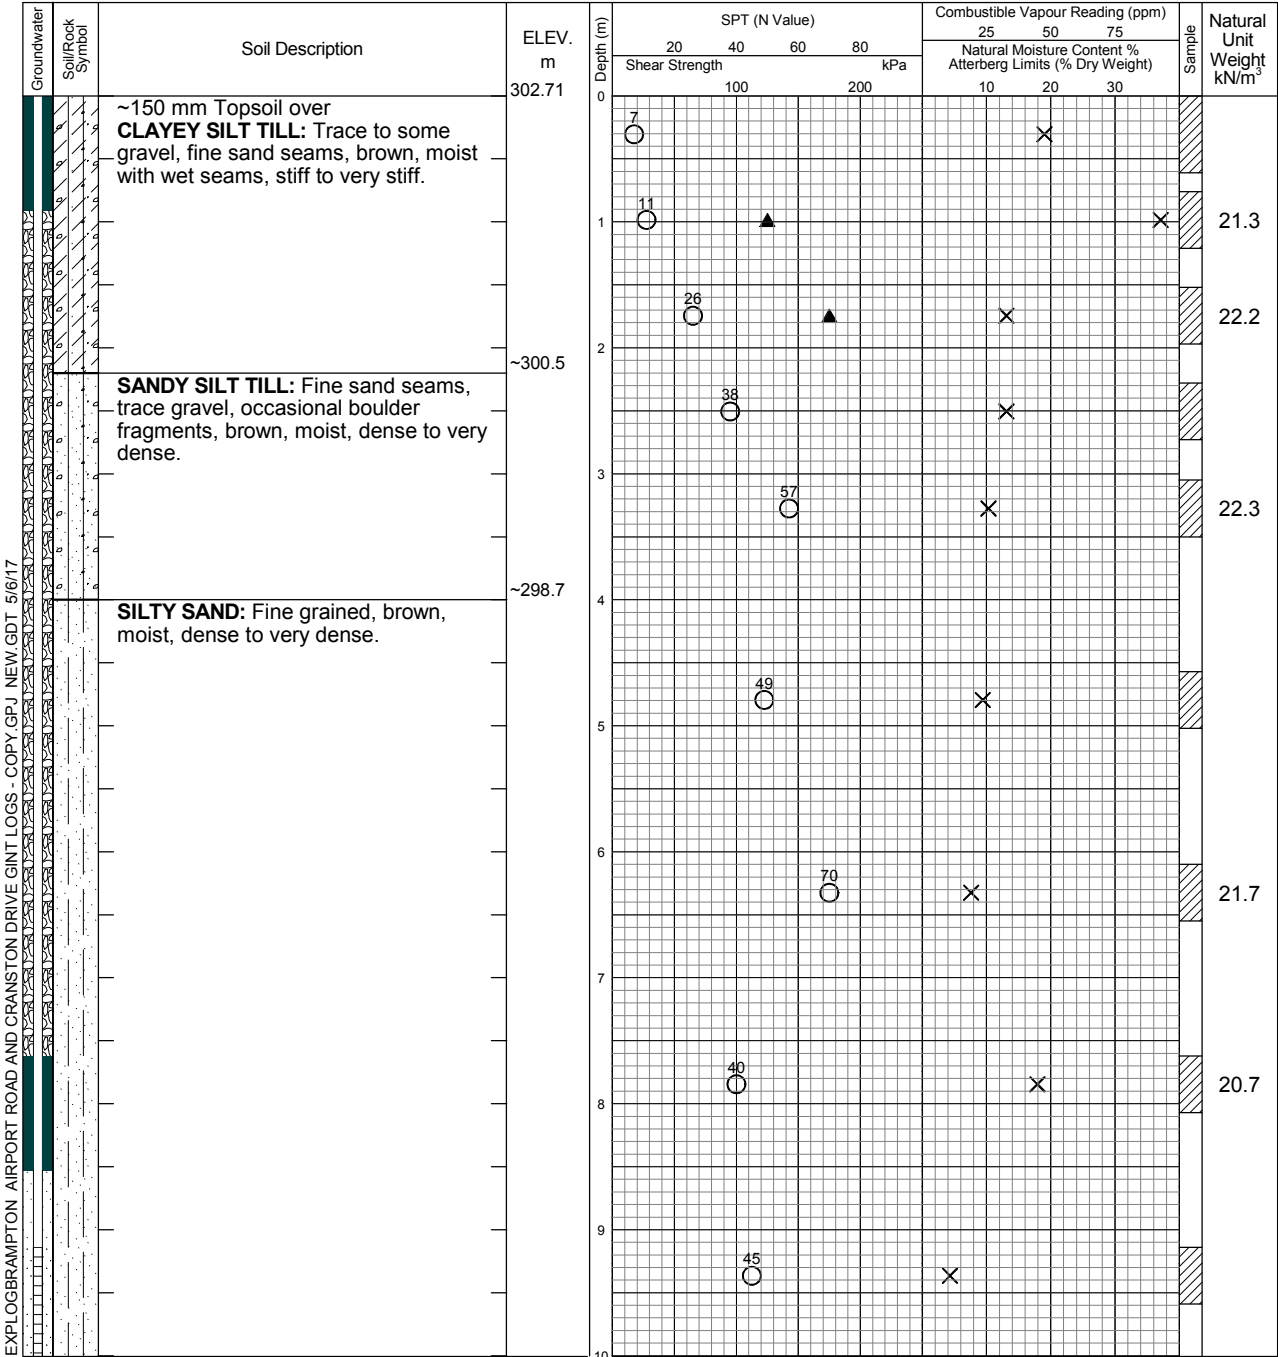 Groundwater
Soil/Rock
Symbol
Soil Description
ELEV.
m
302.71
Depth (m)
SPT (N Value)
20 40 60 80
Shear Strength kPa
100 200
Combustible Vapour Reading (ppm)
25 50 75
Natural Moisture Content %
Atterberg Limits (% Dry Weight)
10 20 30
Sample
Natural
Unit
Weight
kN/m³
0
~150 mm Topsoil over
CLAYEY SILT TILL: Trace to some
gravel, fine sand seams, brown, moist
with wet seams, stiff to very stiff.
7
11
1
21.3
26
22.2
2
~300.5
SANDY SILT TILL: Fine sand seams,
trace gravel, occasional boulder
fragments, brown, moist, dense to very
dense.
38
3
57
22.3
~298.7
4
SILTY SAND: Fine grained, brown,
moist, dense to very dense.
49
5
6
70
21.7
7
40
20.7
8
9
45
10
EXPLOGBRAMPTON AIRPORT ROAD AND CRANSTON DRIVE GINT LOGS - COPY.GPJ NEW.GDT 5/6/17